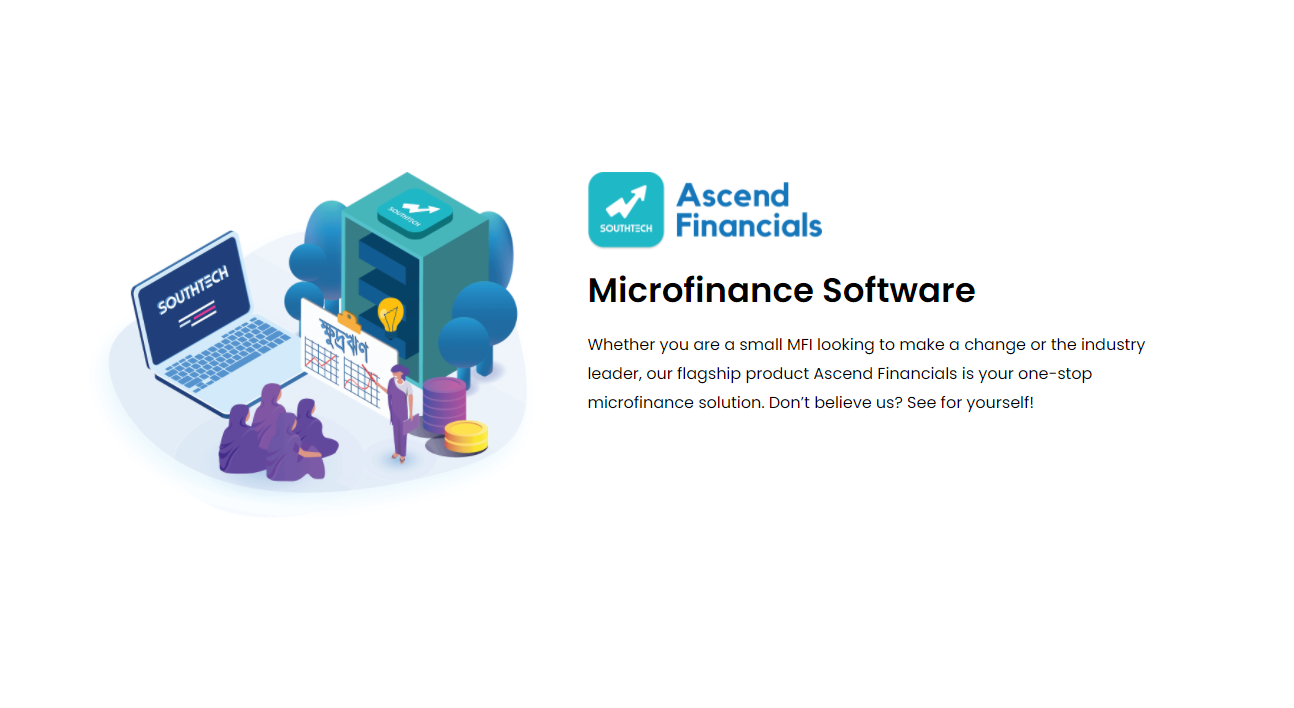 SOUTHTECH
SOUTHTECH
ক্ষুদ্রঋণ
SOUTHTECH
Ascend
Financials
Microfinance Software
Whether you are a small MFI looking to make a change or the industry
leader, our flagship product Ascend Financials is your one-stop
microfinance solution. Don’t believe us? See for yourself!